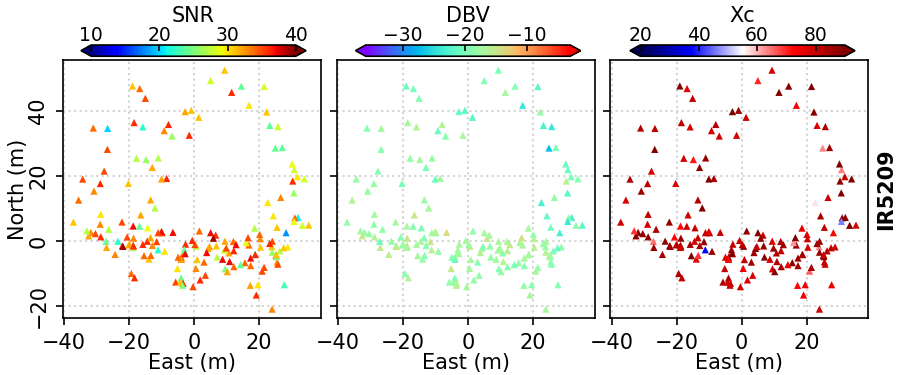 SNR DBV Xc
10 20 30 40 −30 −20 −10 20 40 60 80
North (m)
40
20
0
−20
−40 −20 0 20 −40 −20 0 20 −40 −20 0 20
East (m) East (m) East (m)
IR5209